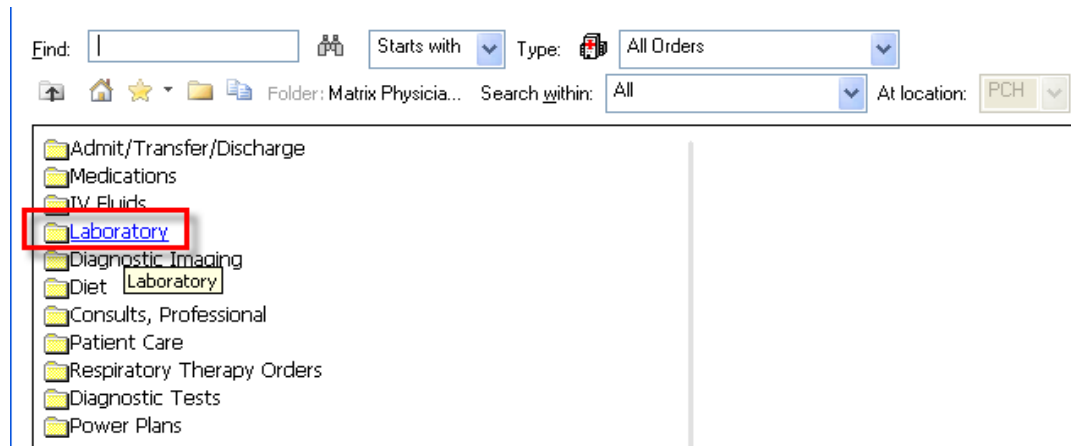 Find: Starts with Type: All Orders
Folder: Matrix Physicia... Search within: All At location: PCH
Admit/Transfer/Discharge
Medications
IV Fluids
Laboratory
Diagnostic Imaging
Laboratory
Diet
Consults, Professional
Patient Care
Respiratory Therapy Orders
Diagnostic Tests
Power Plans